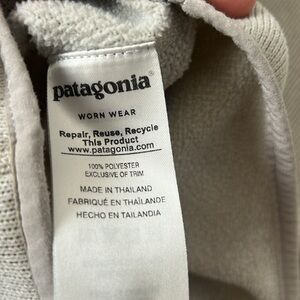 patagonia®
WORN WEAR
Repair, Reuse, Recycle
This Product
www.patagonia.com
100% POLYESTER
EXCLUSIVE OF TRIM
MADE IN THAILAND
FABRIQUÉ EN THAÏLANDE
HECHO EN TAILANDIA